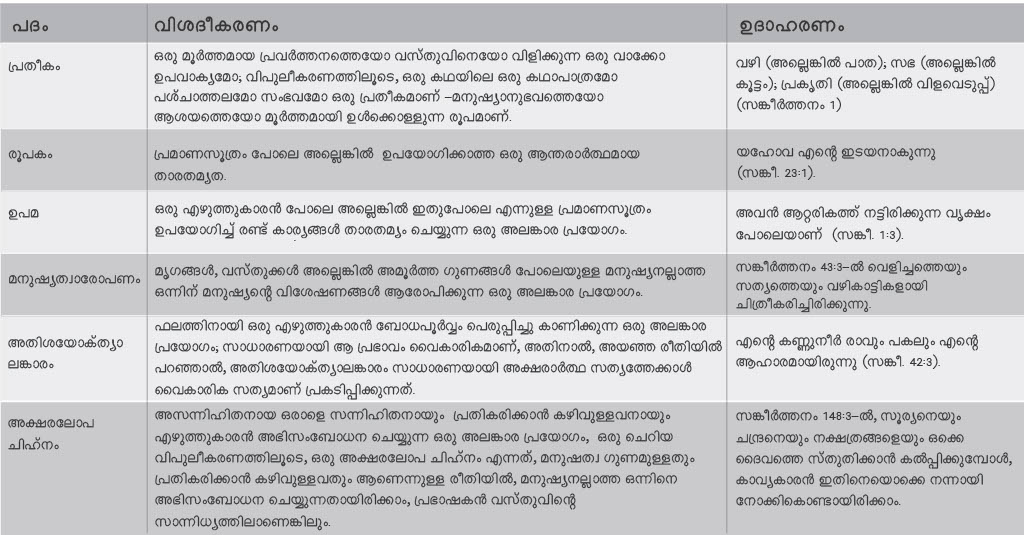 പദം വിശദീകരണം ഉദാഹരണം
പ്രതീകം
ഒരു മൂർത്തമായ പ്രവർത്തനത്തെയോ വസ്തുവിനെയോ വിളിക്കുന്ന ഒരു വാക്കോ
ഉപവാക്യമോ; വിപുലീകരണത്തിലൂടെ, ഒരു കഥയിലെ ഒരു കഥാപാത്രമോ
പശ്ചാത്തലമോ സംഭവമോ ഒരു പ്രതീകമാണ് –മനുഷ്യാനുഭവത്തെയോ
ആശയത്തെയോ മൂർത്തമായി ഉൾക്കൊള്ളുന്ന രൂപമാണ്.
വഴി (അല്ലെങ്കിൽ പാത); സഭ (അല്ലെങ്കിൽ
കൂട്ടം); പ്രകൃതി (അല്ലെങ്കിൽ വിളവെടുപ്പ്)
(സങ്കീർത്തനം 1)
രൂപകം
പ്രമാണസൂത്രം പോലെ അല്ലെങ്കിൽ ഉപയോഗിക്കാത്ത ഒരു ആന്തരാർത്ഥമായ
താരതമ്യത.
യഹോവ എന്റെ ഇടയനാകുന്നു
(സങ്കീ. 23:1).
ഉപമ
ഒരു എഴുത്തുകാരൻ പോലെ അല്ലെങ്കിൽ ഇതുപോലെ എന്നുള്ള പ്രമാണസൂത്രം
ഉപയോഗിച്ച് രണ്ട് കാര്യങ്ങൾ താരതമ്യം ചെയ്യുന്ന ഒരു അലങ്കാര പ്രയോഗം.
അവൻ ആറ്റരികത്ത് നട്ടിരിക്കുന്ന വൃക്ഷം
പോലെയാണ് (സങ്കീ. 1:3).
മനുഷ്യത്വാരോപണം
മൃഗങ്ങൾ, വസ്തുക്കൾ അല്ലെങ്കിൽ അമൂർത്ത ഗുണങ്ങൾ പോലെയുള്ള മനുഷ്യനല്ലാത്ത
ഒന്നിന് മനുഷ്യന്റെ വിശേഷണങ്ങൾ ആരോപിക്കുന്ന ഒരു അലങ്കാര പ്രയോഗം.
സങ്കീർത്തനം 43:3–ൽ വെളിച്ചത്തെയും
സത്യത്തെയും വഴികാട്ടികളായി
ചിത്രീകരിച്ചിരിക്കുന്നു.
അതിശയോക്ത്യാ
ലങ്കാരം
ഫലത്തിനായി ഒരു എഴുത്തുകാരൻ ബോധപൂർവ്വം പെരുപ്പിച്ചു കാണിക്കുന്ന ഒരു അലങ്കാര
പ്രയോഗം; സാധാരണയായി ആ പ്രഭാവം വൈകാരികമാണ്, അതിനാൽ, അയഞ്ഞ രീതിയിൽ
പറഞ്ഞാൽ, അതിശയോക്ത്യാലങ്കാരം സാധാരണയായി അക്ഷരാർത്ഥ സത്യത്തേക്കാൾ
വൈകാരിക സത്യമാണ് പ്രകടിപ്പിക്കുന്നത്.
എന്റെ കണ്ണുനീർ രാവും പകലും എന്റെ
ആഹാരമായിരുന്നു (സങ്കീ. 42:3).
അക്ഷരലോപ
ചിഹ്നം
അസന്നിഹിതനായ ഒരാളെ സന്നിഹിതനായും പ്രതികരിക്കാൻ കഴിവുള്ളവനായും
എഴുത്തുകാരൻ അഭിസംബോധന ചെയ്യുന്ന ഒരു അലങ്കാര പ്രയോഗം, ഒരു ചെറിയ
വിപുലീകരണത്തിലൂടെ, ഒരു അക്ഷരലോപ ചിഹ്നം എന്നത്, മനുഷത്വ ഗുണമുള്ളതും
പ്രതികരിക്കാൻ കഴിവുള്ളവതും ആണെന്നുള്ള രീതിയിൽ, മനുഷ്യനല്ലാത്ത ഒന്നിനെ
അഭിസംബോധന ചെയ്യുന്നതായിരിക്കാം, പ്രഭാഷകൻ വസ്തുവിന്റെ
സാന്നിധ്യത്തിലാണെങ്കിലും.
സങ്കീർത്തനം 148:3–ൽ, സൂര്യനെയും
ചന്ദ്രനെയും നക്ഷത്രങ്ങളെയും ഒക്കെ
ദൈവത്തെ സ്തുതിക്കാൻ കൽപ്പിക്കുമ്പോൾ,
കാവ്യകാരൻ ഇതിനെയൊക്കെ നന്നായി
നോക്കികൊണ്ടായിരിക്കാം.